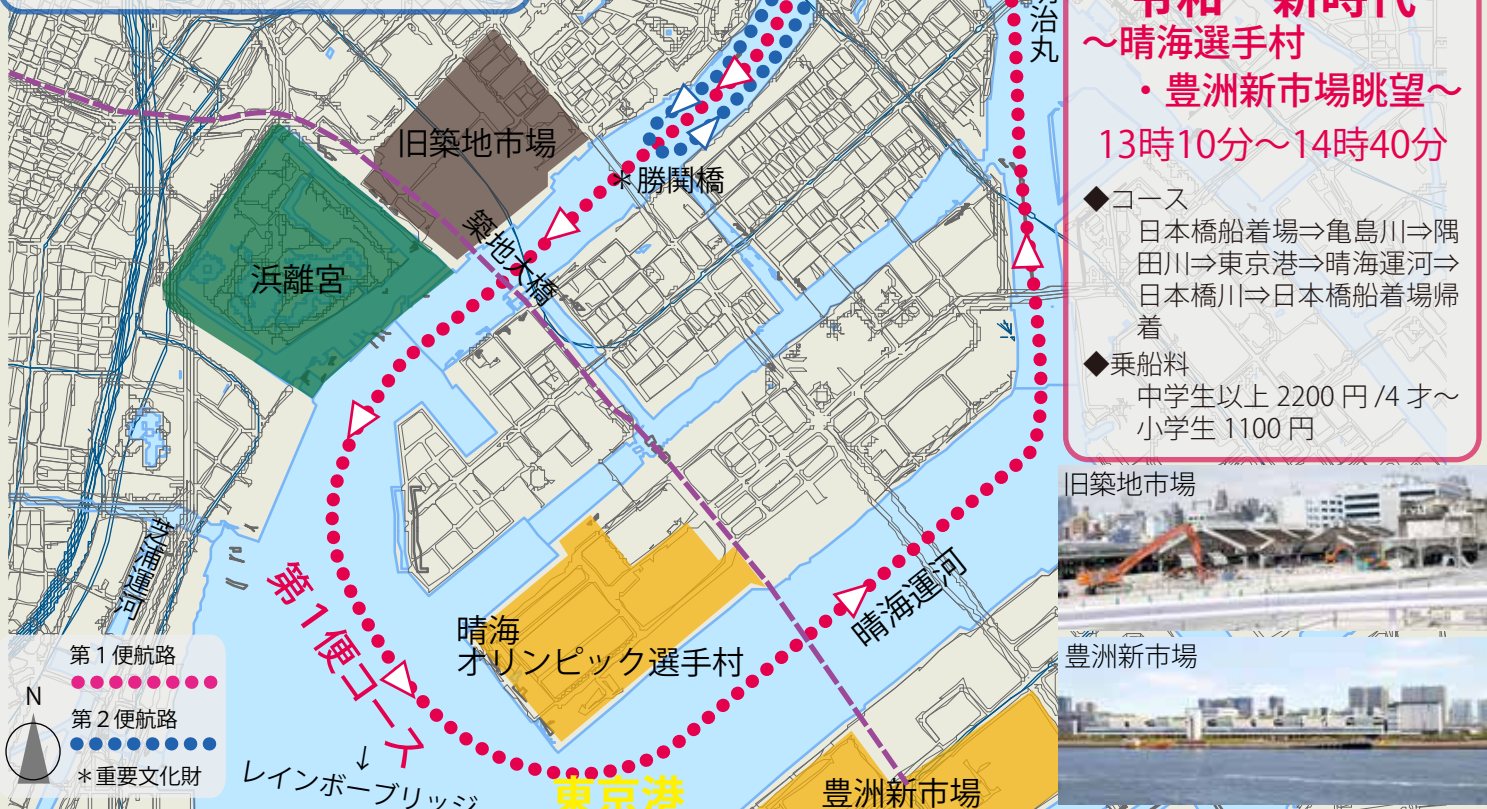 旧築地市場
＊勝鬨橋
築地大橋
浜離宮
芝浦運河
第１便コース
晴海
オリンピック選手村
晴海運河
↓
レインボーブリッジ
東京港
豊洲新市場
第１便航路
第２便航路
＊重要文化財
N
治丸
令和　新時代
～晴海選手村
・豊洲新市場眺望～
13時10分～14時40分
◆コース
日本橋船着場⇒亀島川⇒隅
田川⇒東京港⇒晴海運河⇒
日本橋川⇒日本橋船着場帰
着
◆乗船料
中学生以上 2200 円 /4 才～
小学生 1100 円
旧築地市場
豊洲新市場